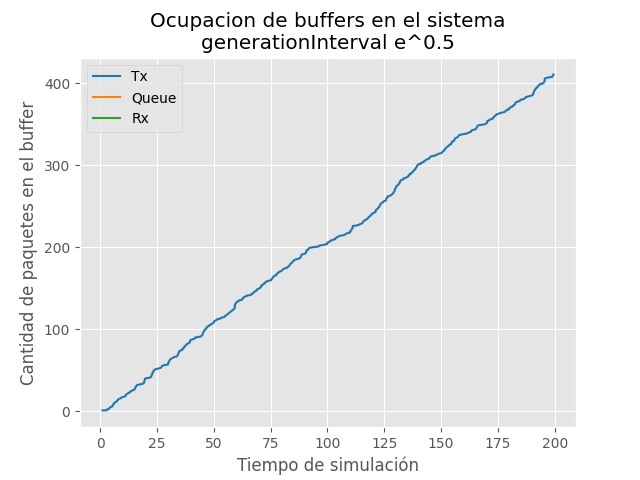 Ocupacion de buffers en el sistema
generationInterval e^0.5
Tx
Queue
Rx
Cantidad de paquetes en el buffer
400
300
200
100
0
0 25 50 75 100 125 150 175 200
Tiempo de simulación